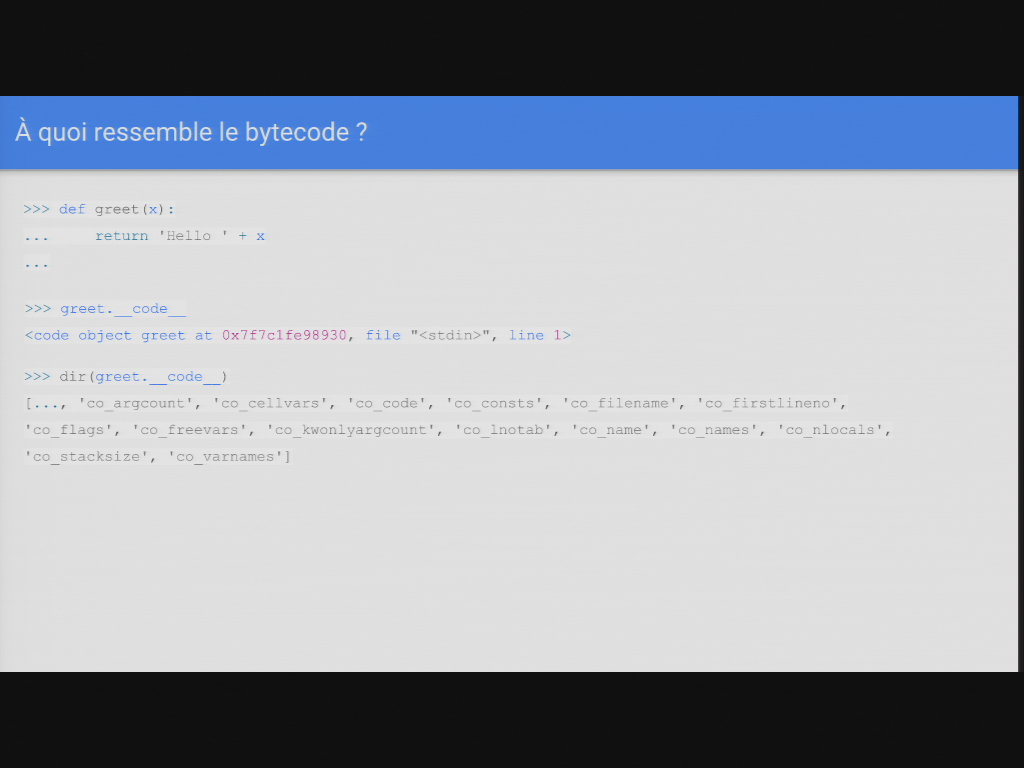 À quoi ressemble le bytecode ?
>>> def greet(x):
...     return 'Hello ' + x
...
>>> greet.__code__
<code object greet at 0x7f7c1fe98930, file "<stdin>", line 1>
>>> dir(greet.__code__)
[..., 'co_argcount', 'co_cellvars', 'co_code', 'co_consts', 'co_filename', 'co_firstlineno',
'co_flags', 'co_freevars', 'co_kwonlyargcount', 'co_lnotab', 'co_name', 'co_names', 'co_nlocals',
'co_stacksize', 'co_varnames']